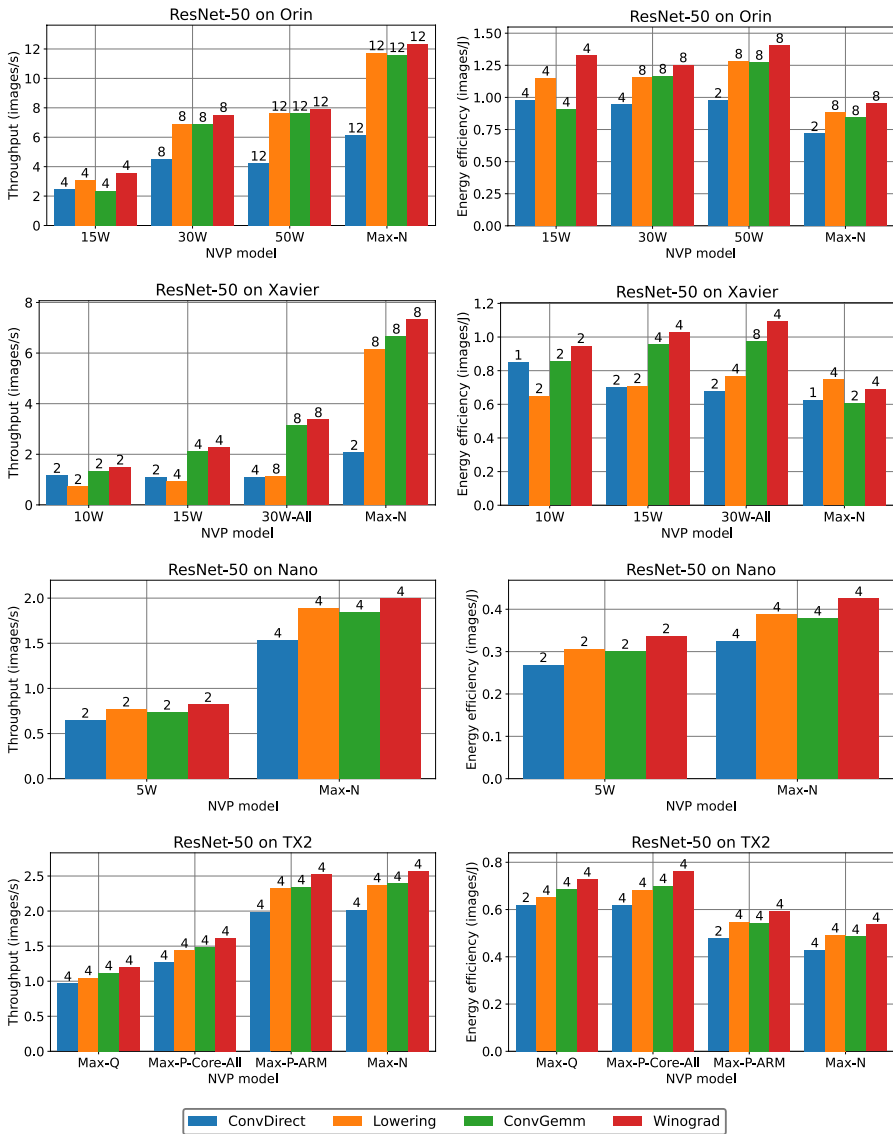 ResNet-50 on Orin
Throughput (images/s)
12
10
8
6
4
2
0
4 4 4 4
8 8 8 8
12 12 12 12
12 12 12 12
15W 30W 50W Max-N
NVP model
ResNet-50 on Orin
Energy efficiency (images/J)
1.50
1.25
1.00
0.75
0.50
0.25
0.00
4 4 4 4
4 8 8 8
2 8 8 8
2 8 8 8
15W 30W 50W Max-N
NVP model
ResNet-50 on Xavier
Throughput (images/s)
8
6
4
2
0
2 2 2 2
2 4 4 4
4 8 8 8
2 8 8 8
10W 15W 30W-All Max-N
NVP model
ResNet-50 on Xavier
Energy efficiency (images/J)
1.2
1.0
0.8
0.6
0.4
0.2
0.0
1 2 2 2
2 2 4 4
2 4 8 4
1 4 2 4
10W 15W 30W-All Max-N
NVP model
ResNet-50 on Nano
Throughput (images/s)
2.0
1.5
1.0
0.5
0.0
2 2 2 2
4 4 4 4
5W Max-N
NVP model
ResNet-50 on Nano
Energy efficiency (images/J)
0.4
0.3
0.2
0.1
0.0
2 2 2 2
4 4 4 4
5W Max-N
NVP model
ResNet-50 on TX2
Throughput (images/s)
2.5
2.0
1.5
1.0
0.5
0.0
4 4 4 4
4 4 4 4
4 4 4 4
4 4 4 4
Max-Q Max-P-Core-All Max-P-ARM Max-N
NVP model
ResNet-50 on TX2
Energy efficiency (images/J)
0.8
0.6
0.4
0.2
0.0
2 4 4 4
4 4 4 4
2 4 4 4
4 4 4 4
Max-Q Max-P-Core-All Max-P-ARM Max-N
NVP model
ConvDirect Lowering ConvGemm Winograd